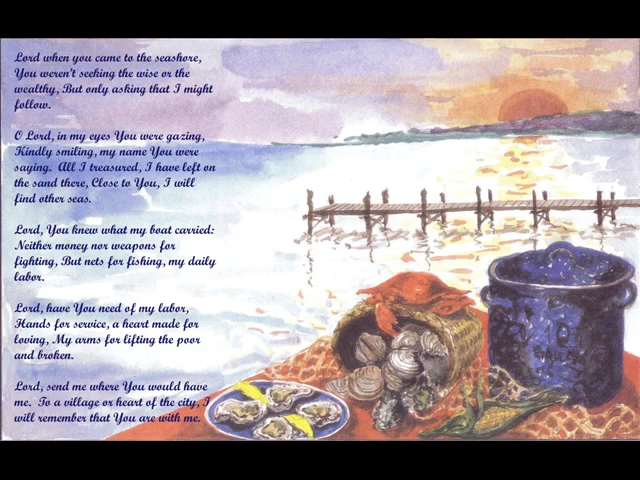 Lord when you came to the seashore,
You weren't seeking the wise or the
wealthy, But only asking that I might
follow.
O Lord, in my eyes You were gazing,
Kindly smiling, my name You were
saying. All I treasured, I have left on
the sand there, Close to You, I will
find other seas.
Lord, You knew what my boat carried:
Neither money nor weapons for
fighting, But nets for fishing, my daily
labor.
Lord, have You need of my labor,
Hands for service, a heart made for
loving, My arms for lifting the poor
and broken.
Lord, send me where You would have
me. To a village or heart of the city, I
will remember that You are with me.